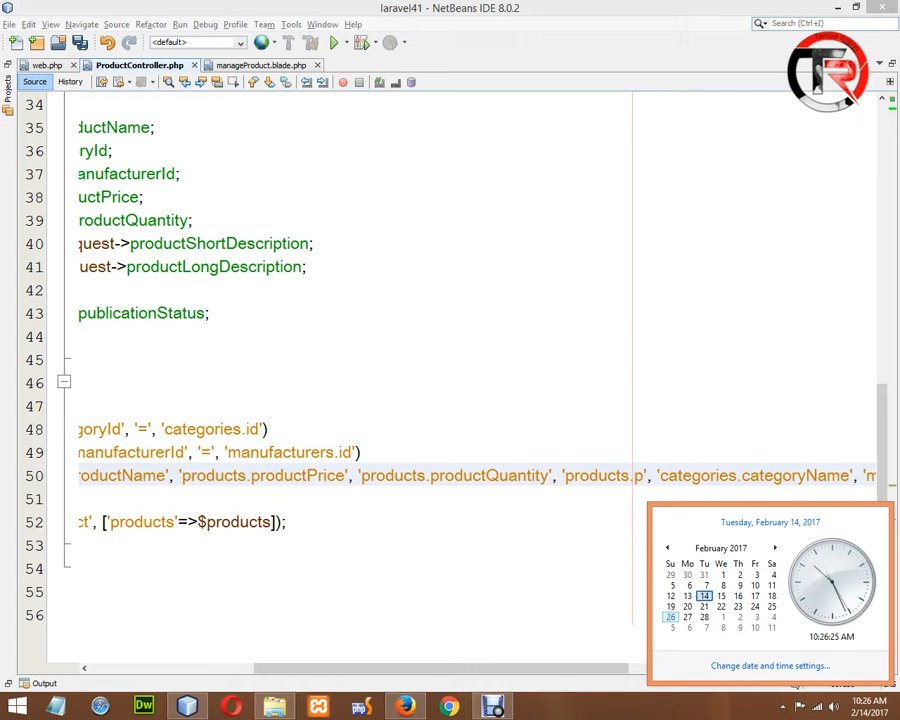 laravel41 - NetBeans IDE 8.0.2
File Edit View Navigate Source Refactor Run Debug Profile Team Tools Window Help
Search (Ctrl+I)
<default>
web.php ProductController.php manageProduct.blade.php
Source History
Projects
TR
34
35 ductName;
36 ryId;
37 anufacturerId;
38 uctPrice;
39 roductQuantity;
40 quest->productShortDescription;
41 uest->productLongDescription;
42
43 publicationStatus;
44
45
46
47
48 goryId', '=', 'categories.id')
49 manufacturerId', '=', 'manufacturers.id')
50 roductName', 'products.productPrice', 'products.productQuantity', 'products.p', 'categories.categoryName', 'm
51
52 ct', ['products'=>$products]);
53
54
55
56
Tuesday, February 14, 2017
February 2017
Su Mo Tu We Th Fr Sa
29 30 31 1 2 3 4
5 6 7 8 9 10 11
12 13 14 15 16 17 18
19 20 21 22 23 24 25
26 27 28 1 2 3 4
5 6 7 8 9 10 11
10:26:25 AM
Change date and time settings...
Output
Dw
php
10:26 AM
2/14/2017